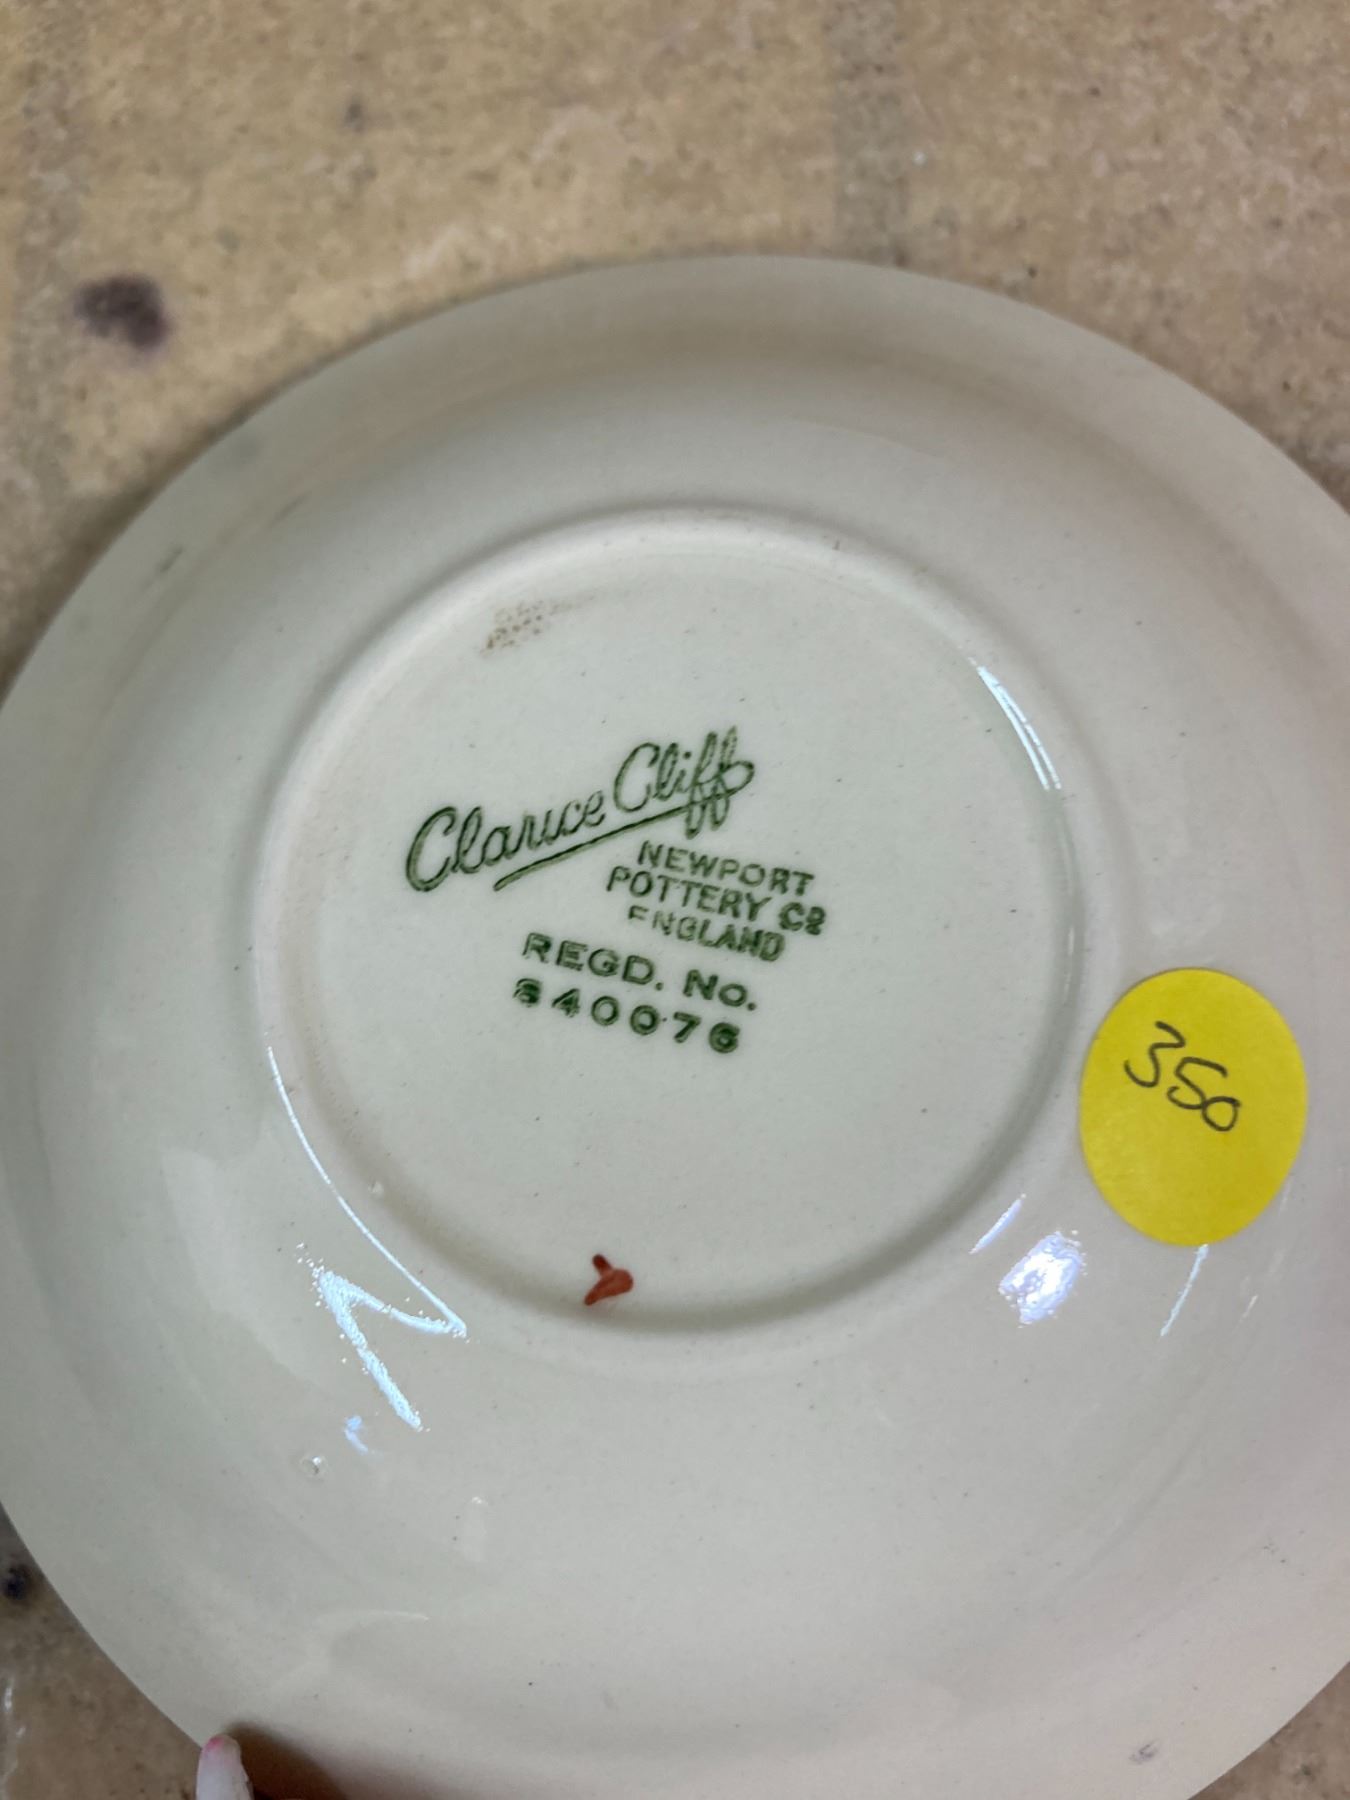 Clarice Cliff
NEWPORT
POTTERY Co
ENGLAND
REGD. No.
840076
350